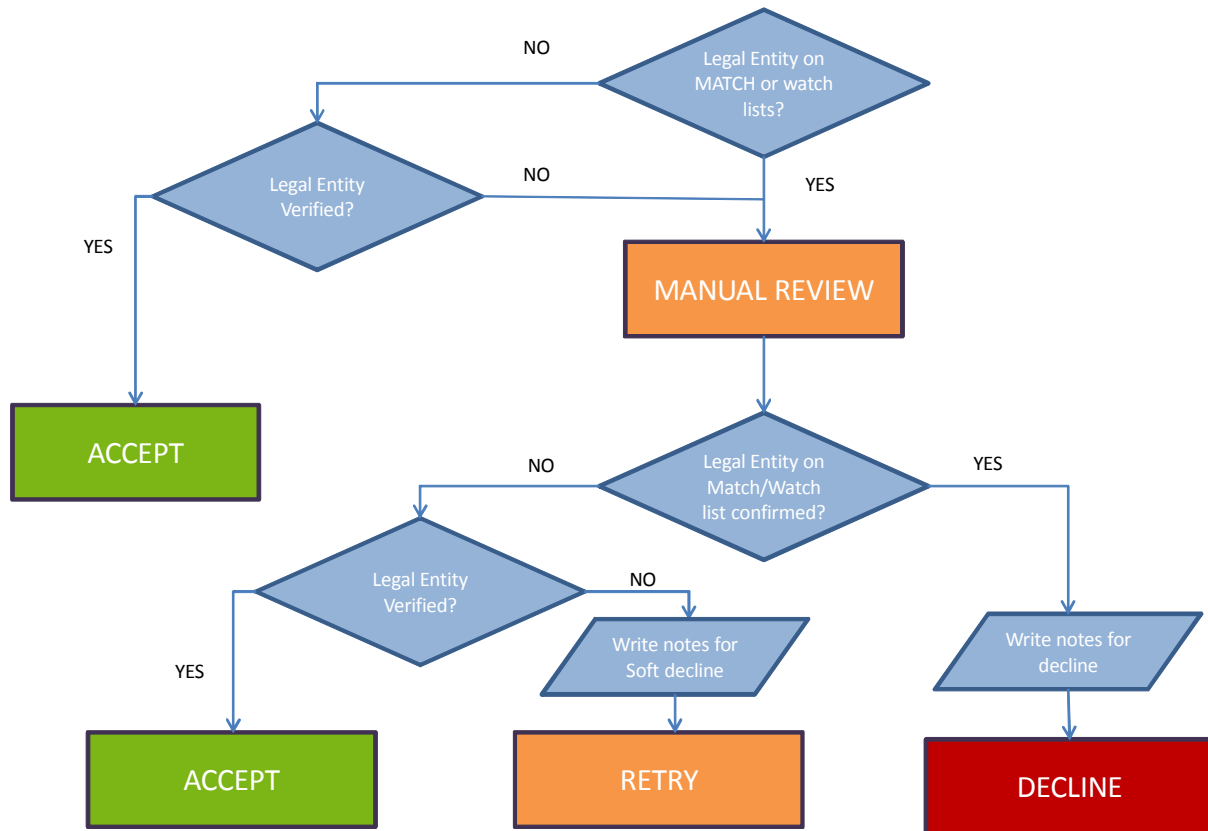 NO
Legal Entity on
MATCH or watch
lists?
Legal Entity
Verified?
NO
YES
YES
MANUAL REVIEW
ACCEPT
NO
Legal Entity on
Match/Watch
list confirmed?
YES
Legal Entity
Verified?
NO
YES
Write notes for
Soft decline
Write notes for
decline
ACCEPT
RETRY
DECLINE